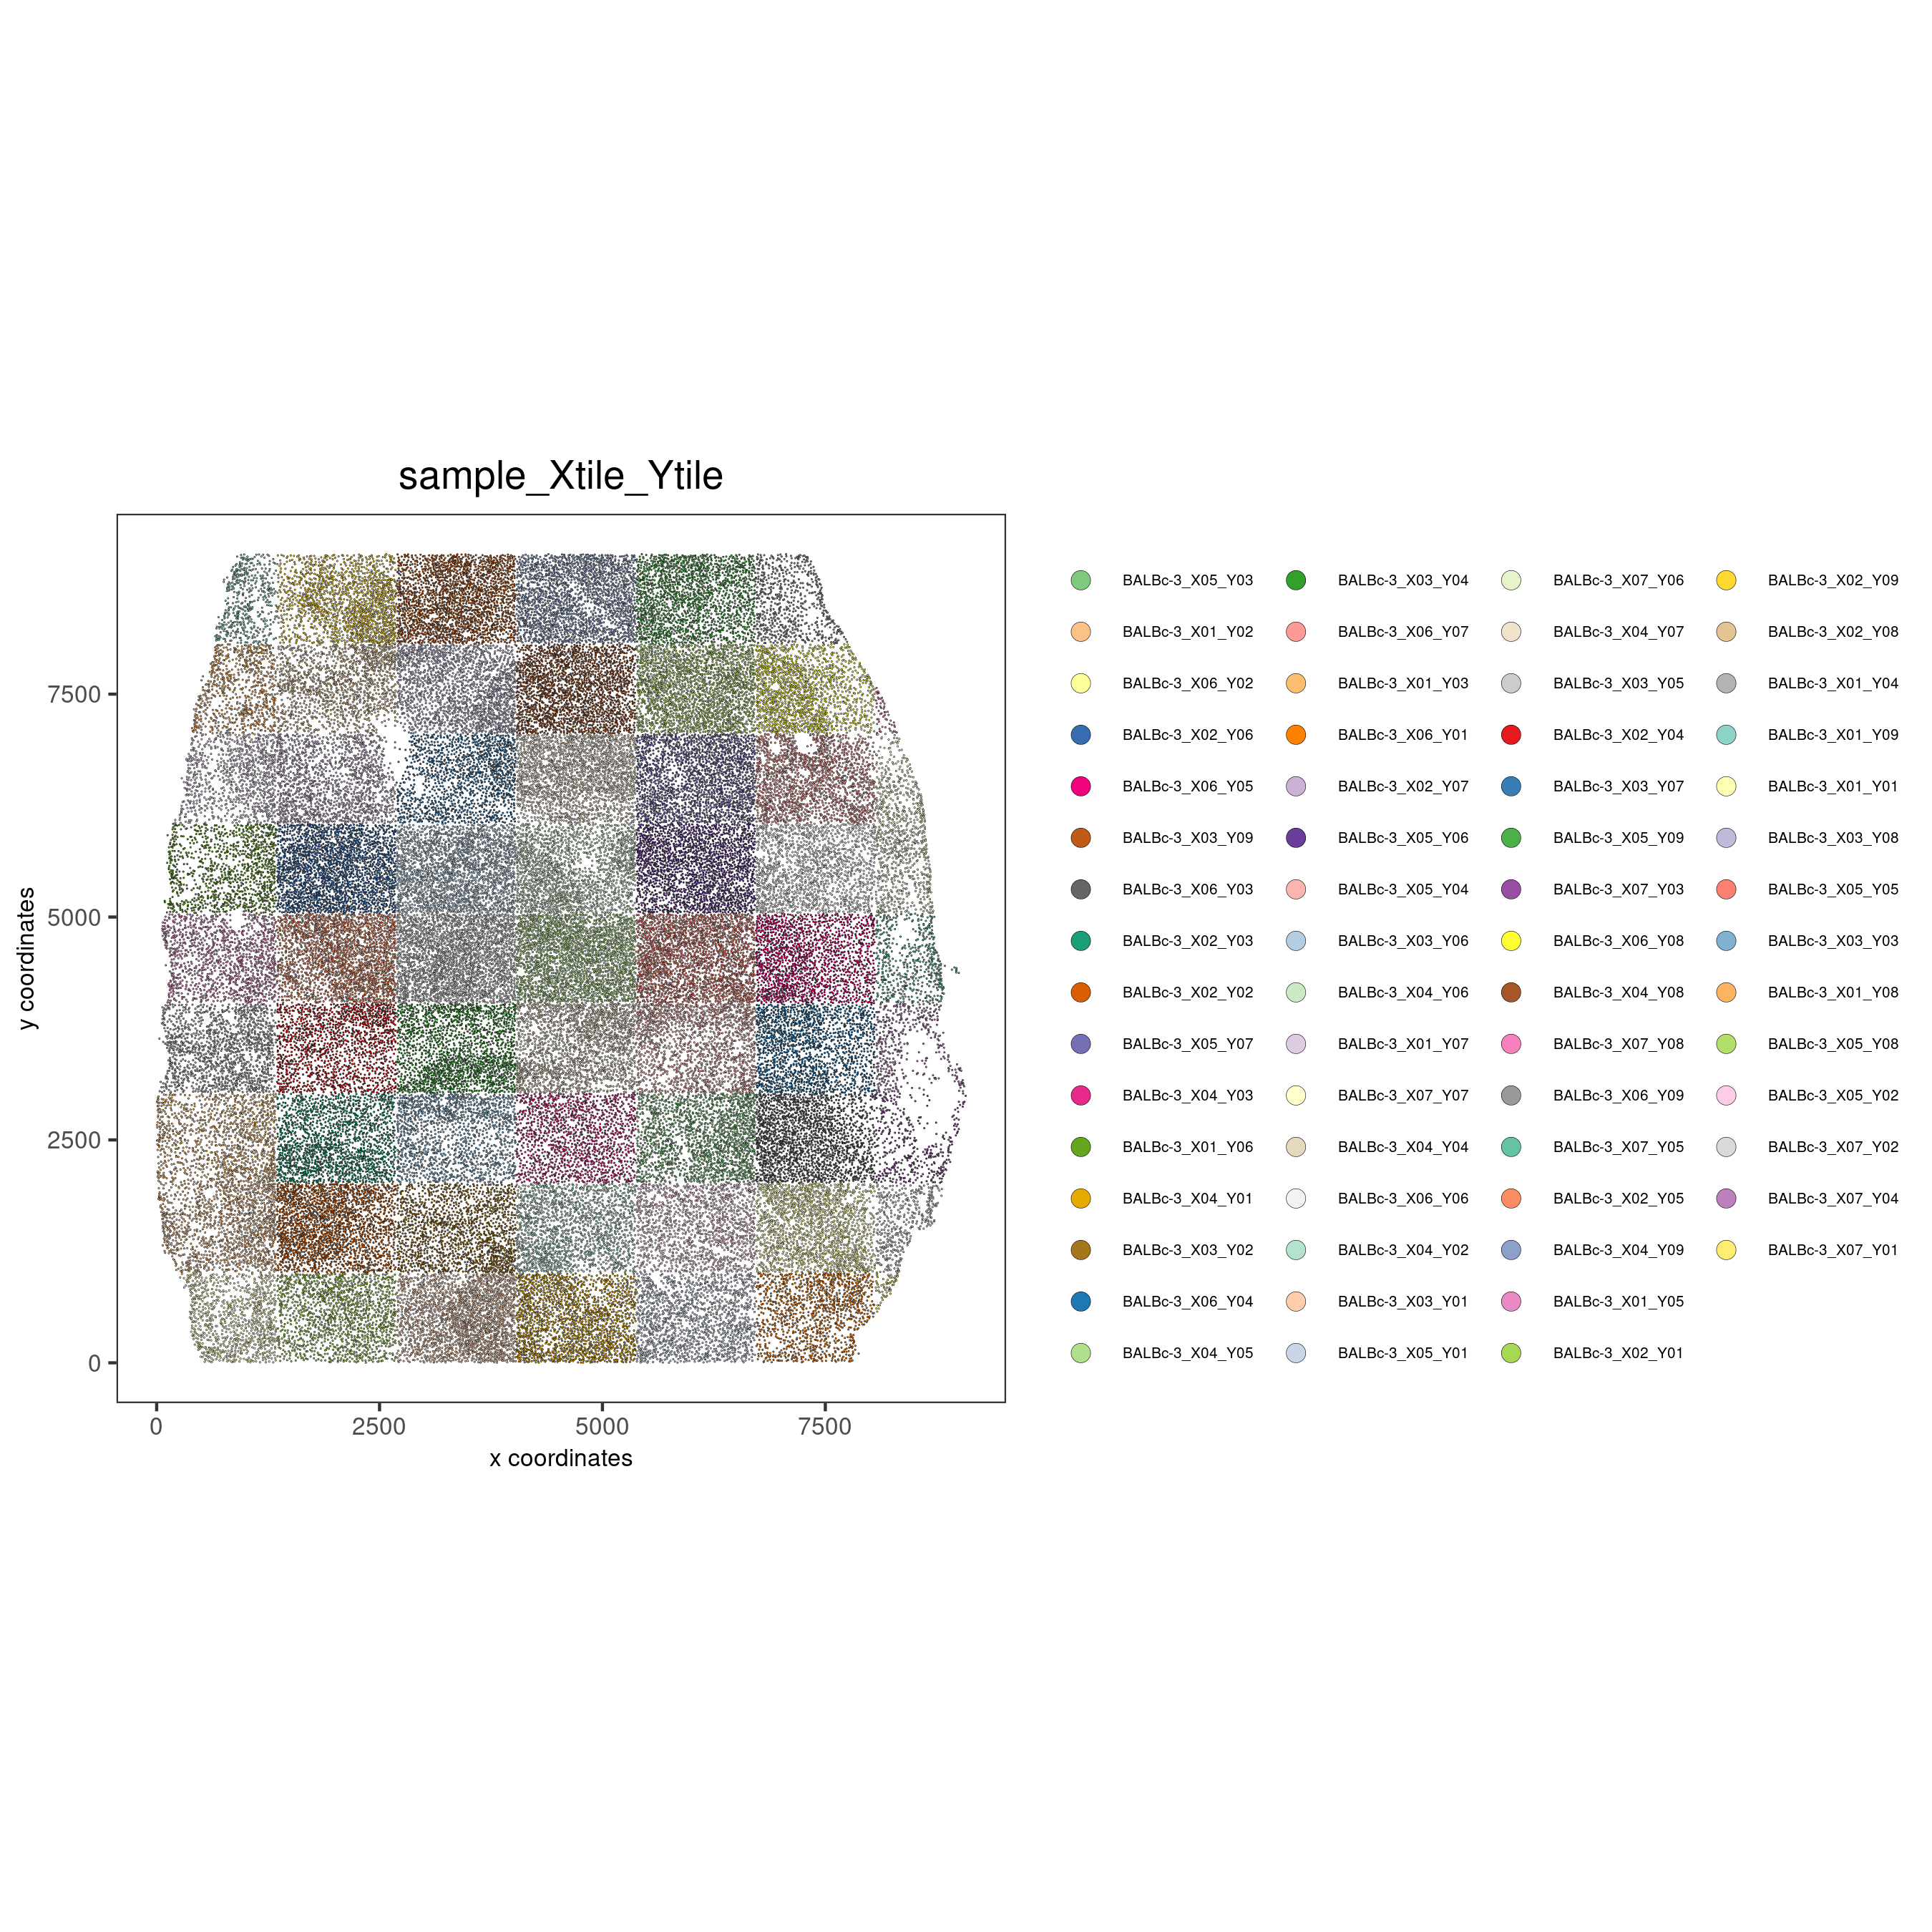 sample_Xtile_Ytile
y coordinates
7500
5000
2500
0
0 2500 5000 7500
x coordinates
BALBc-3_X05_Y03 BALBc-3_X03_Y04 BALBc-3_X07_Y06 BALBc-3_X02_Y09
BALBc-3_X01_Y02 BALBc-3_X06_Y07 BALBc-3_X04_Y07 BALBc-3_X02_Y08
BALBc-3_X06_Y02 BALBc-3_X01_Y03 BALBc-3_X03_Y05 BALBc-3_X01_Y04
BALBc-3_X02_Y06 BALBc-3_X06_Y01 BALBc-3_X02_Y04 BALBc-3_X01_Y09
BALBc-3_X06_Y05 BALBc-3_X02_Y07 BALBc-3_X03_Y07 BALBc-3_X01_Y01
BALBc-3_X03_Y09 BALBc-3_X05_Y06 BALBc-3_X05_Y09 BALBc-3_X03_Y08
BALBc-3_X06_Y03 BALBc-3_X05_Y04 BALBc-3_X07_Y03 BALBc-3_X05_Y05
BALBc-3_X02_Y03 BALBc-3_X03_Y06 BALBc-3_X06_Y08 BALBc-3_X03_Y03
BALBc-3_X02_Y02 BALBc-3_X04_Y06 BALBc-3_X04_Y08 BALBc-3_X01_Y08
BALBc-3_X05_Y07 BALBc-3_X01_Y07 BALBc-3_X07_Y08 BALBc-3_X05_Y08
BALBc-3_X04_Y03 BALBc-3_X07_Y07 BALBc-3_X06_Y09 BALBc-3_X05_Y02
BALBc-3_X01_Y06 BALBc-3_X04_Y04 BALBc-3_X07_Y05 BALBc-3_X07_Y02
BALBc-3_X04_Y01 BALBc-3_X06_Y06 BALBc-3_X02_Y05 BALBc-3_X07_Y04
BALBc-3_X03_Y02 BALBc-3_X04_Y02 BALBc-3_X04_Y09 BALBc-3_X07_Y01
BALBc-3_X06_Y04 BALBc-3_X03_Y01 BALBc-3_X01_Y05
BALBc-3_X04_Y05 BALBc-3_X05_Y01 BALBc-3_X02_Y01